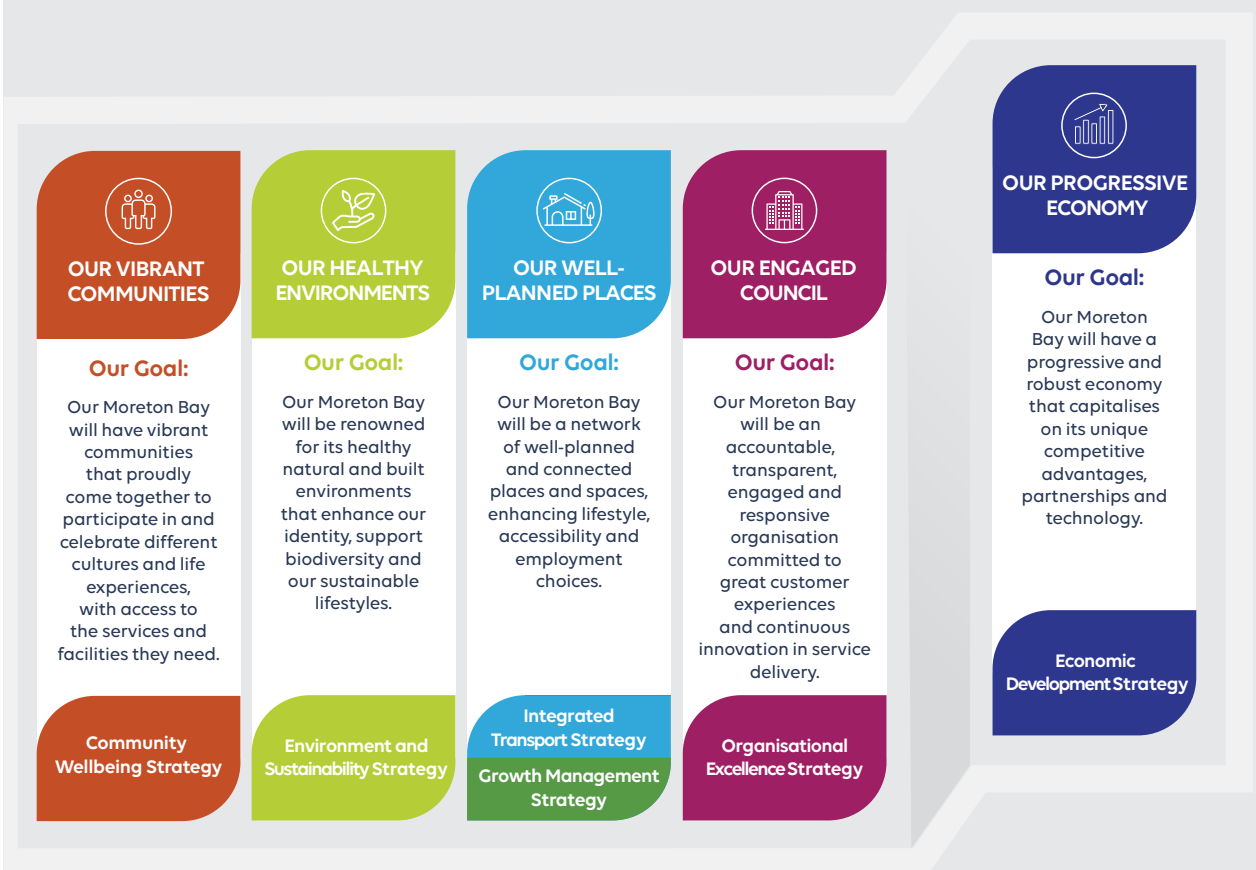 OUR VIBRANT
COMMUNITIES
Our Goal:
Our Moreton Bay
will have vibrant
communities
that proudly
come together to
participate in and
celebrate different
cultures and life
experiences,
with access to
the services and
facilities they need.
Community
Wellbeing Strategy
OUR HEALTHY
ENVIRONMENTS
Our Goal:
Our Moreton Bay
will be renowned
for its healthy
natural and built
environments
that enhance our
identity, support
biodiversity and
our sustainable
lifestyles.
Environment and
Sustainability Strategy
OUR WELL-
PLANNED PLACES
Our Goal:
Our Moreton Bay
will be a network
of well-planned
and connected
places and spaces,
enhancing lifestyle,
accessibility and
employment
choices.
Integrated
Transport Strategy
Growth Management
Strategy
OUR ENGAGED
COUNCIL
Our Goal:
Our Moreton Bay
will be an
accountable,
transparent,
engaged and
responsive
organisation
committed to
great customer
experiences
and continuous
innovation in service
delivery.
Organisational
Excellence Strategy
OUR PROGRESSIVE
ECONOMY
Our Goal:
Our Moreton
Bay will have a
progressive and
robust economy
that capitalises
on its unique
competitive
advantages,
partnerships and
technology.
Economic
Development Strategy